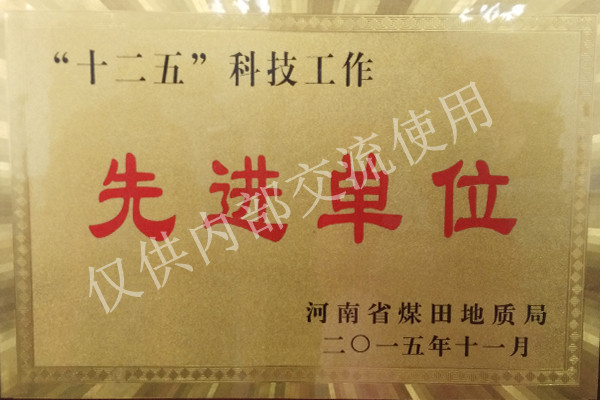 “十二五”科技工作
先进单位
仅供内部交流使用
河南省煤田地质局
二〇一五年十一月